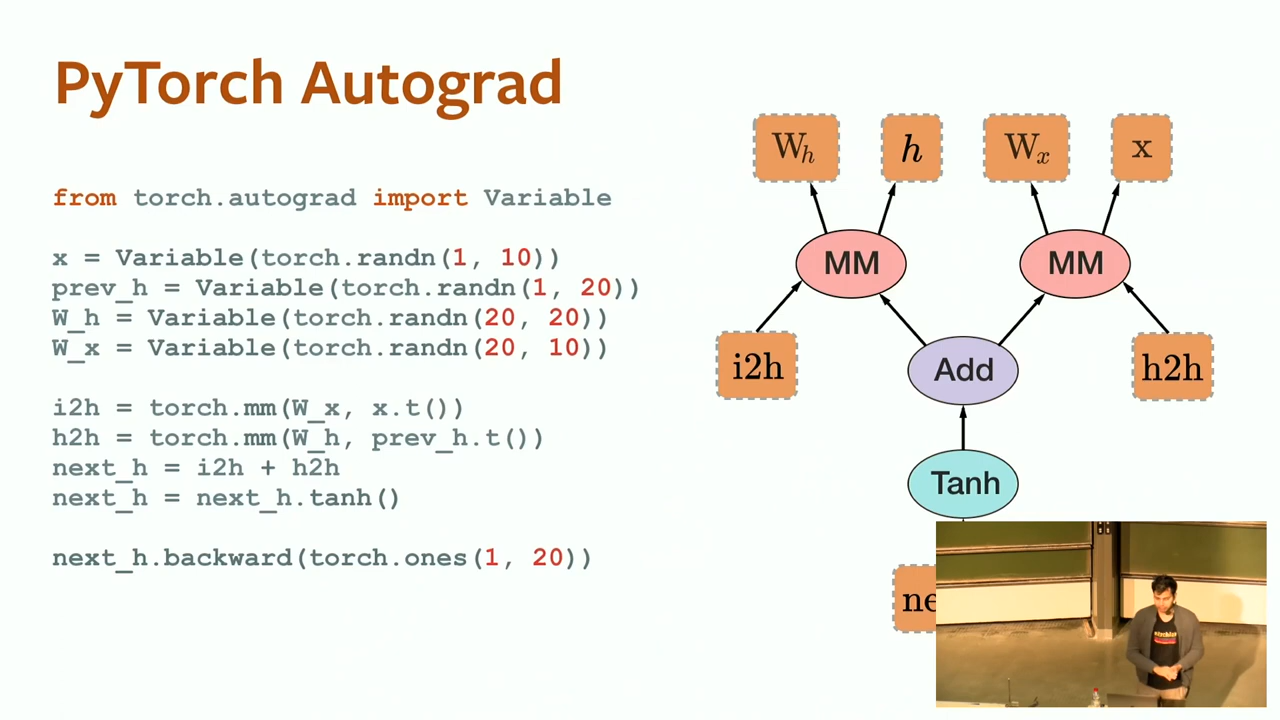 PyTorch Autograd
from torch.autograd import Variable
x = Variable(torch.randn(1, 10))
prev_h = Variable(torch.randn(1, 20))
W_h = Variable(torch.randn(20, 20))
W_x = Variable(torch.randn(20, 10))
i2h = torch.mm(W_x, x.t())
h2h = torch.mm(W_h, prev_h.t())
next_h = i2h + h2h
next_h = next_h.tanh()
next_h.backward(torch.ones(1, 20))
W_h h W_x x
MM MM
i2h Add h2h
Tanh
ne